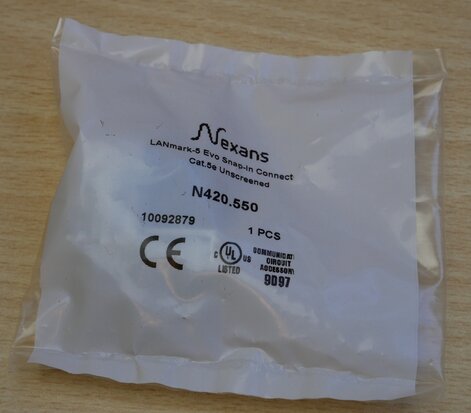 Nexans
LANmark-5 Evo Snap-in Connect
Cat.5e Unscreened
N420.550
10092879
1 PCS
CE
C UL US
LISTED
COMMUNICATI
CIRCUIT
ACCESSORY
9D97